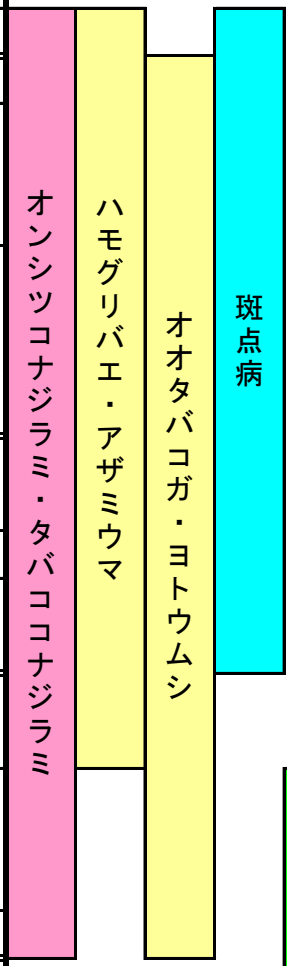 オンシツコナジラミ・タバココナジラミ
ハモグリバエ・アザミウマ
オオタバコガ・ヨトウムシ
斑点病